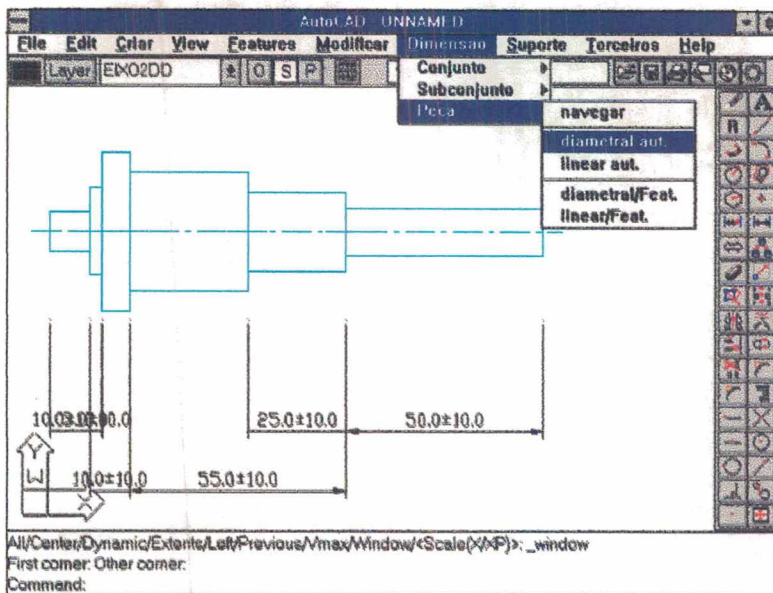 AutoCAD - UNNAMED
File Edit Criar View Features Modificar Dimensao Suporte Terceiros Help
Layer EIXO2DD O S P
Conjunto
Subconjunto
Peca
navegar
diametral aut.
linear aut.
diametral/Feat.
linear/Feat.
R A
25.0±10.0 50.0±10.0
10.0±10.0 55.0±10.0
Y
W
X
All/Center/Dynamic/Extents/Left/Previous/Vmax/Window/<Scale(X/XP)>: _window
First corner: Other corner:
Command: